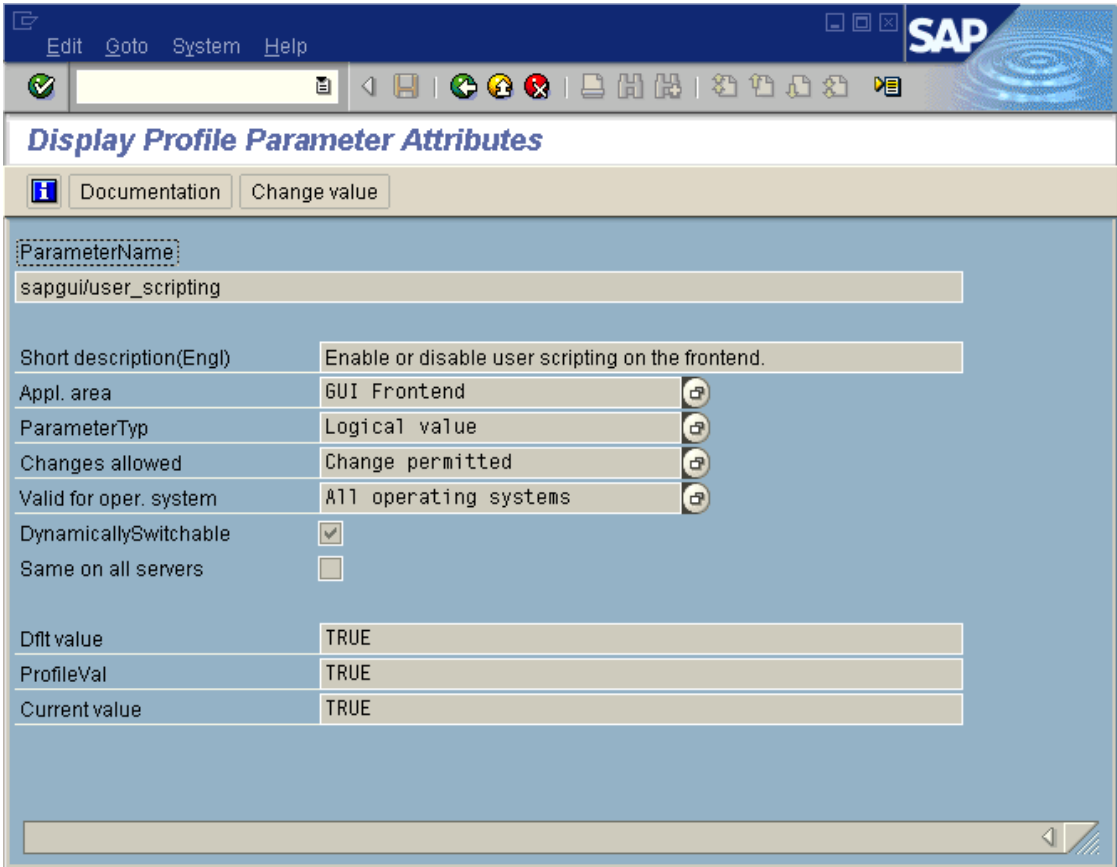 Edit Goto System Help
SAP
Display Profile Parameter Attributes
Documentation Change value
ParameterName
sapgui/user_scripting
Short description(Engl) Enable or disable user scripting on the frontend.
Appl. area GUI Frontend
ParameterTyp Logical value
Changes allowed Change permitted
Valid for oper. system All operating systems
DynamicallySwitchable
Same on all servers
Dflt value TRUE
ProfileVal TRUE
Current value TRUE